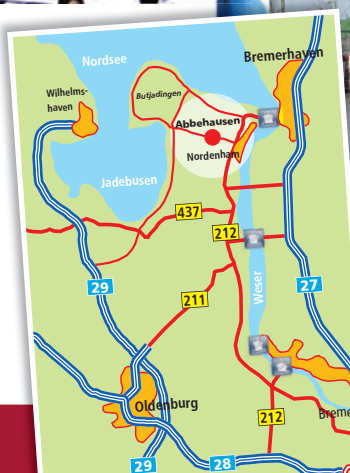 Nordsee
Bremerhaven
Wilhelms-
haven
Butjadingen
Abbehausen
Nordenham
Jadebusen
437
212
29
Weser
27
211
Oldenburg
212
Breme
29
28